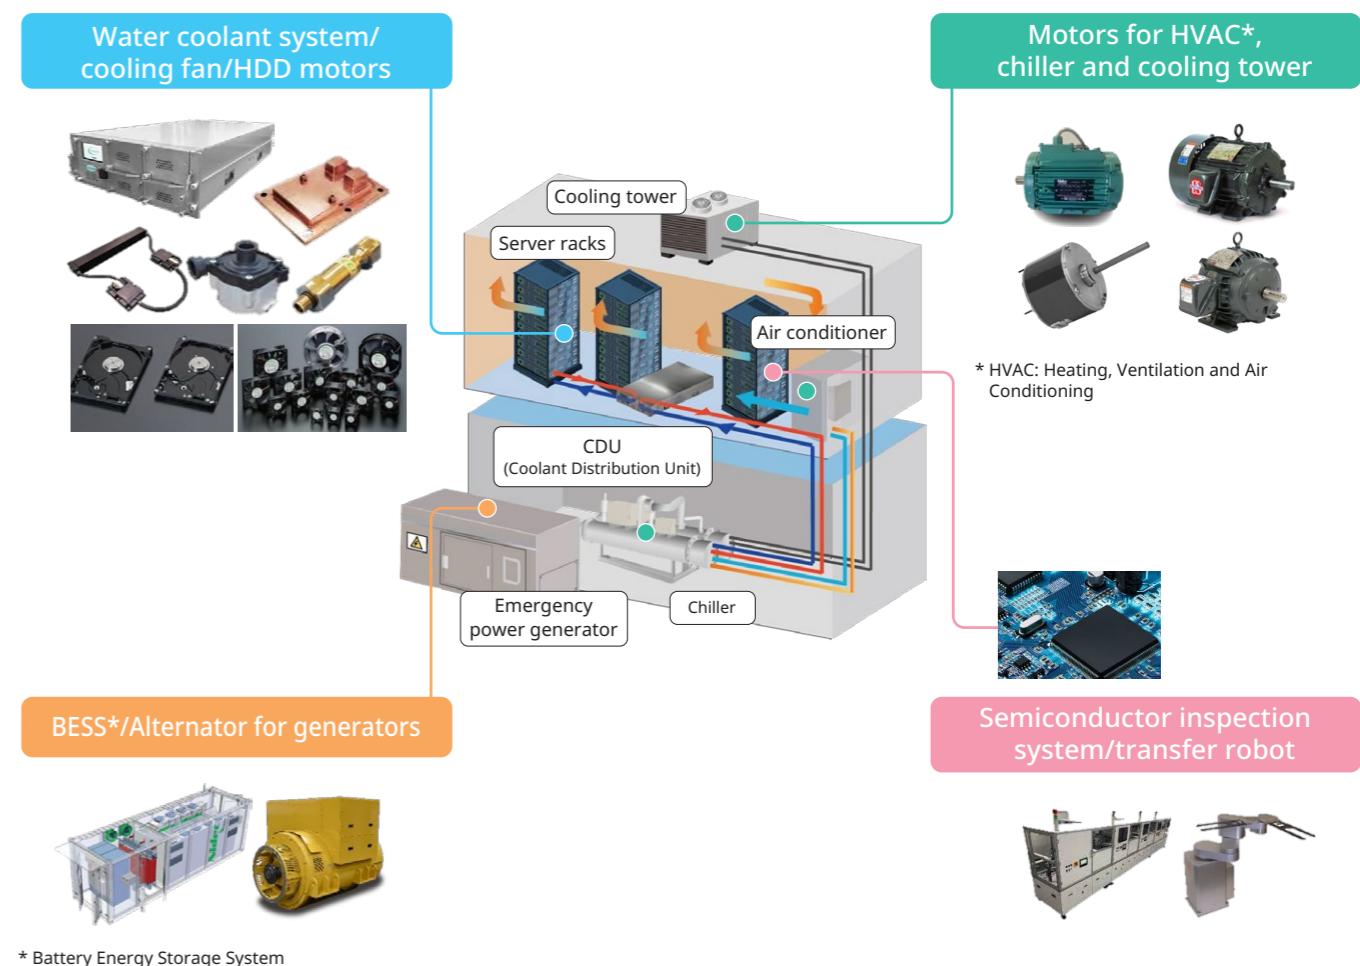 Water coolant system/
cooling fan/HDD motors
Motors for HVAC*,
chiller and cooling tower
Cooling tower
Server racks
Air conditioner
* HVAC: Heating, Ventilation and Air
Conditioning
CDU
(Coolant Distribution Unit)
Emergency
power generator
Chiller
BESS*/Alternator for generators
Semiconductor inspection
system/transfer robot
Nidec
* Battery Energy Storage System